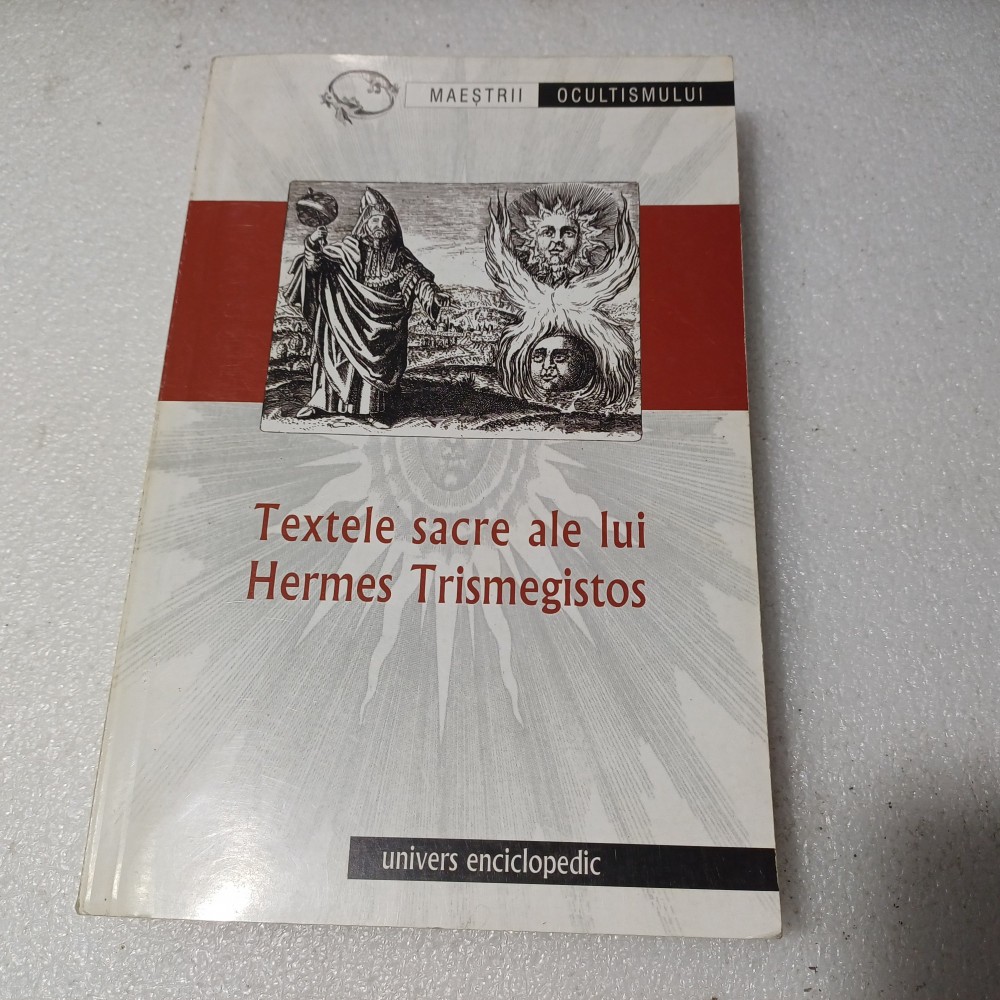 MAEȘTRII OCULTISMULUI
Textele sacre ale lui
Hermes Trismegistos
univers enciclopedic